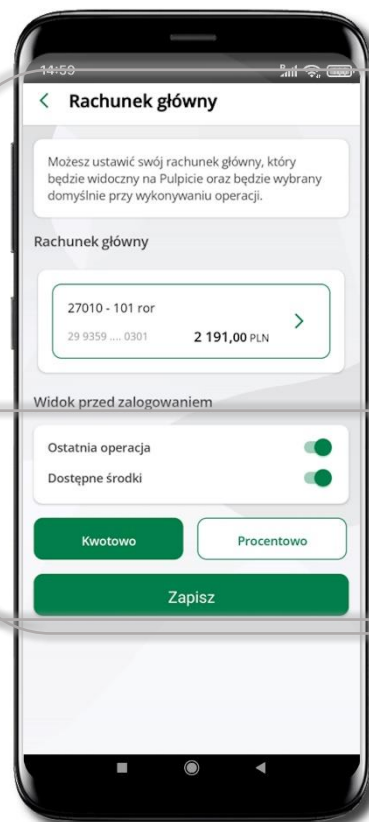 14:59
Rachunek główny
Możesz ustawić swój rachunek główny, który
będzie widoczny na Pulpicie oraz będzie wybrany
domyślnie przy wykonywaniu operacji.
Rachunek główny
27010 - 101 ror
29 9359 .... 0301 2 191,00 PLN
Widok przed zalogowaniem
Ostatnia operacja
Dostępne środki
Kwotowo Procentowo
Zapisz